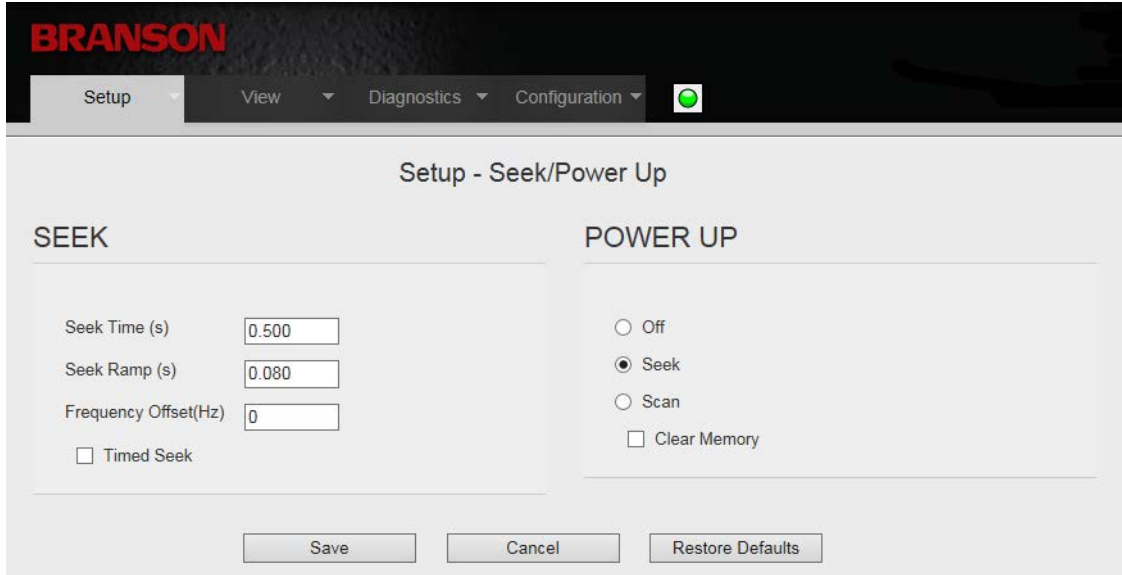 BRANSON
Setup View Diagnostics Configuration
Setup - Seek/Power Up
SEEK
Seek Time (s) 0.500
Seek Ramp (s) 0.080
Frequency Offset(Hz) 0
Timed Seek
POWER UP
Off
Seek
Scan
Clear Memory
Save Cancel Restore Defaults